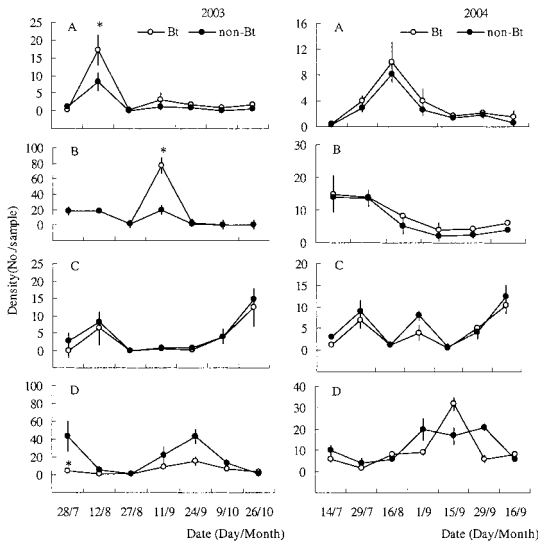 2003
A
Bt
non-Bt
*
25
20
15
10
5
0
B
*
100
80
60
40
20
0
C
25
20
15
10
5
0
D
*
100
80
60
40
20
0
28/7 12/8 27/8 11/9 24/9 9/10 26/10
Date (Day/Month)
Density(No./sample)
2004
A
Bt
non-Bt
16
12
8
4
0
B
30
20
10
0
C
20
15
10
5
0
D
40
30
20
10
0
14/7 29/7 16/8 1/9 15/9 29/9 16/9
Date (Day/Month)